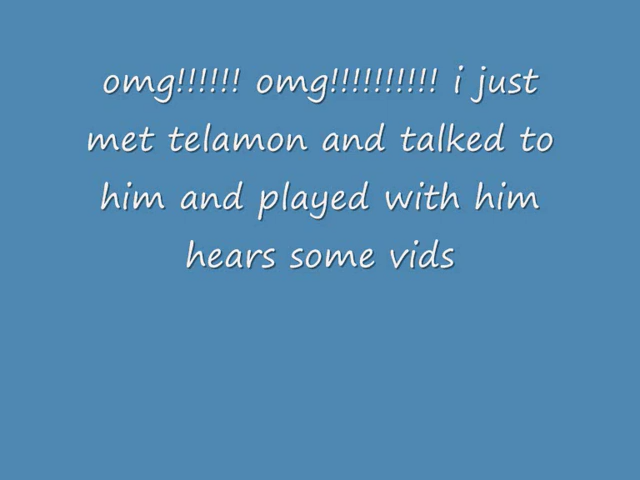 omg!!!!!! omg!!!!!!!!!! i just
met telamon and talked to
him and played with him
hears some vids